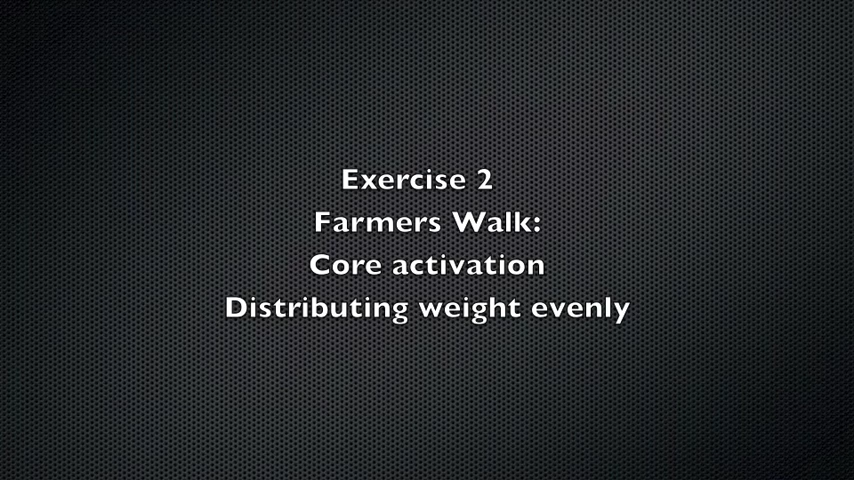 Exercise 2
Farmers Walk:
Core activation
Distributing weight evenly